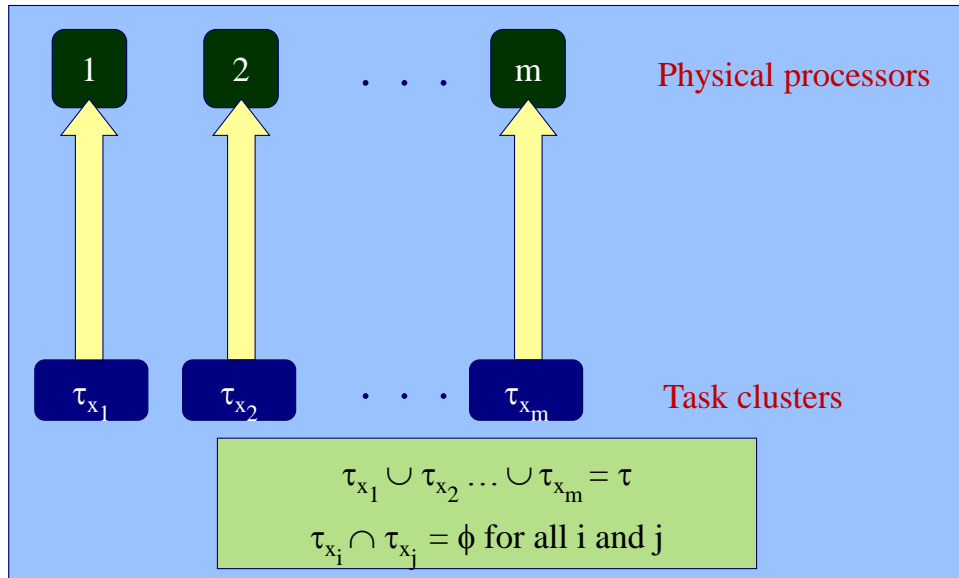 1 2 . . . m Physical processors
τx₁ τx₂ . . . τxₘ Task clusters
τx₁ ∪ τx₂ … ∪ τxₘ = τ
τxᵢ ∩ τxⱼ = ϕ for all i and j